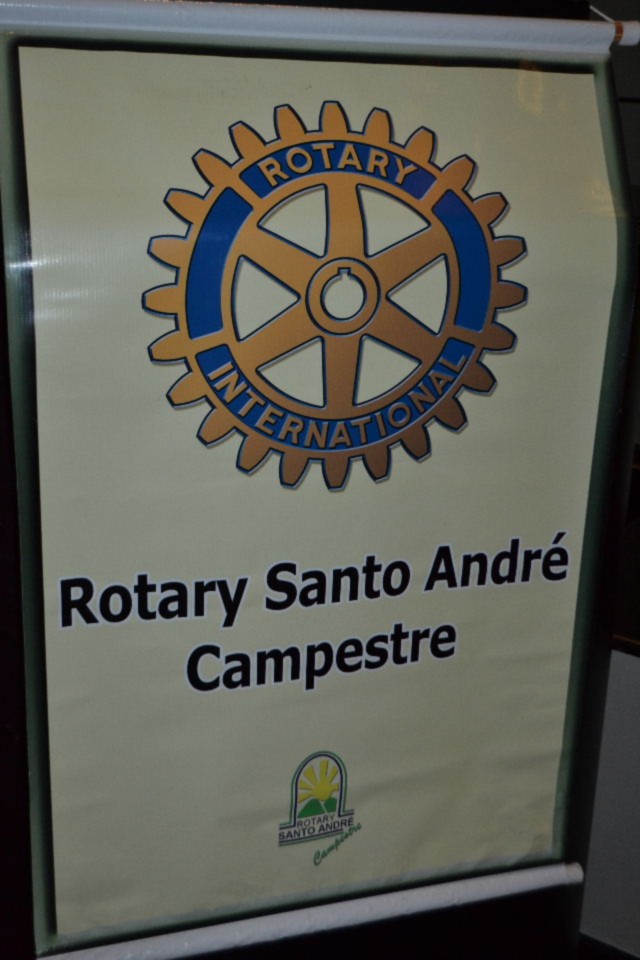 ROTARY
INTERNATIONAL
Rotary Santo André
Campestre
ROTARY
SANTO ANDRÉ
Campestre